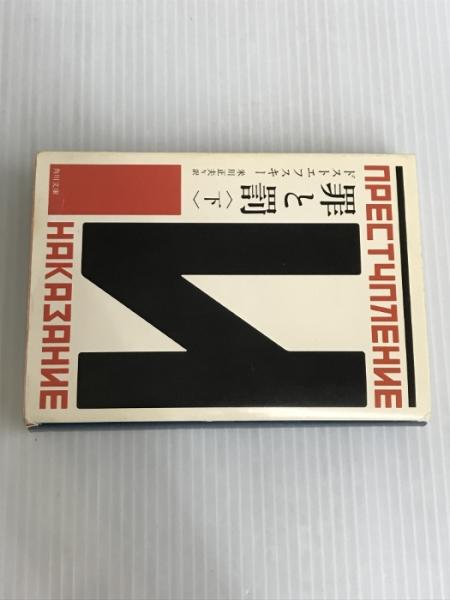 ПРЕСТУПЛЕНИЕ
И
НАКАЗАНИЕ
ドストエフスキー
罪と罰〈下〉
米川正夫＝訳
角川文庫